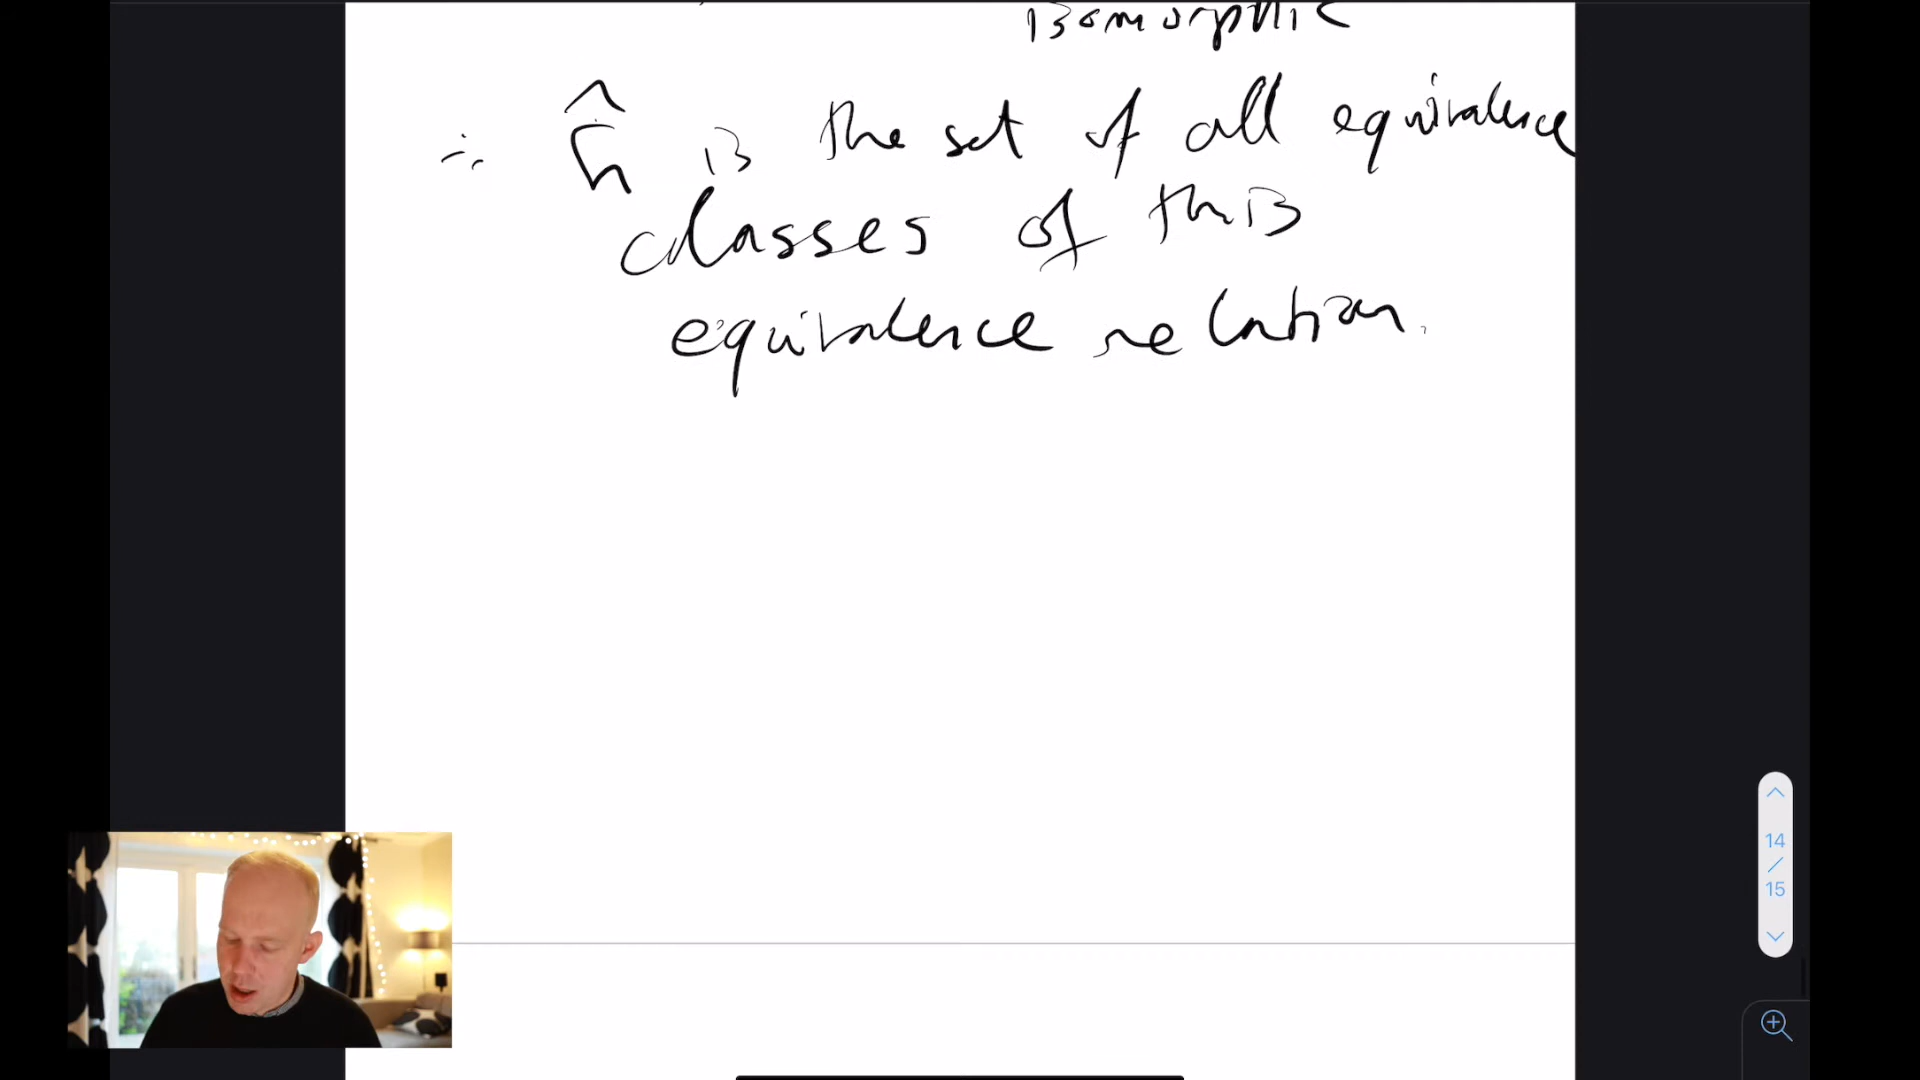 isomorphic
∴ Ĝ is the set of all equivalence
classes of this
equivalence relation.
14
/
15